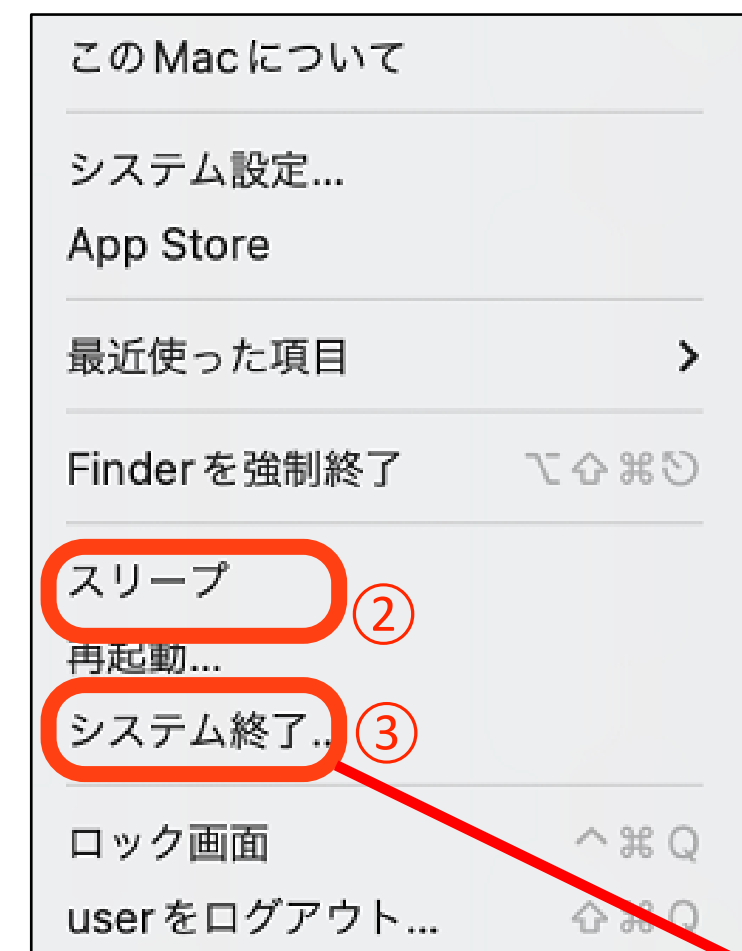 このMacについて
システム設定...
App Store
最近使った項目 >
Finderを強制終了 ⌥⇧⌘⎋
スリープ
②
再起動...
システム終了...
③
ロック画面 ^⌘Q
userをログアウト... ⇧⌘Q